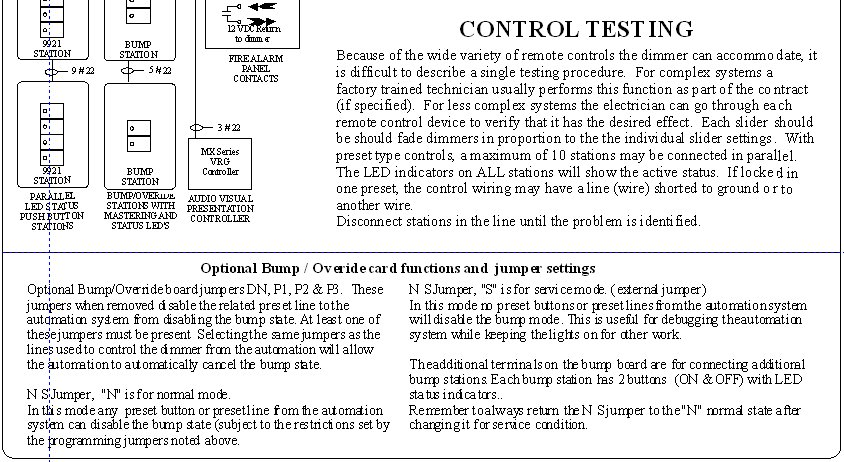 9921
STATION
BUMP
STATION
12 VDC Return
to dimmer
FIRE ALARM
PANEL
CONTACTS
9 #22
5 #22
3 #22
9921
STATION
BUMP
STATION
MX Series
VRG
Controller
PARALLEL
LED STATUS
PUSH BUTTON
STATIONS
BUMP/OVERIDE
STATIONS WITH
MASTERING AND
STATUS LED'S
AUDIO VISUAL
PRESENTATION
CONTROLLER
CONTROL TESTING
Because of the wide variety of remote controls the dimmer can accommodate, it
is difficult to describe a single testing procedure. For complex systems a
factory trained technician usually performs this function as part of the contract
(if specified). For less complex systems the electrician can go through each
remote control device to verify that it has the desired effect. Each slider should
be should fade dimmers in proportion to the the individual slider settings. With
preset type controls, a maximum of 10 stations may be connected in parallel.
The LED indicators on ALL stations will show the active status. If locked in
one preset, the control wiring may have a line (wire) shorted to ground or to
another wire.
Disconnect stations in the line until the problem is identified.
Optional Bump / Overide card functions and jumper settings
Optional Bump/Override board jumpers DN, P1, P2 & P3. These
jumpers when removed disable the related preset line to the
automation system from disabling the bump state. At least one of
these jumpers must be present. Selecting the same jumpers as the
lines used to control the dimmer from the automation will allow
the automation to automatically cancel the bump state.
N S Jumper, "N" is for normal mode.
In this mode any preset button or preset line from the automation
system can disable the bump state (subject to the restrictions set by
the programming jumpers noted above.
N S Jumper, "S" is for service mode. (external jumper)
In this mode no preset buttons or preset lines from the automation system
will disable the bump mode. This is useful for debugging the automation
system while keeping the lights on for other work.
The additional terminals on the bump board are for connecting additional
bump stations. Each bump station has 2 buttons (ON & OFF) with LED
status indicators..
Remember to always return the N S jumper to the "N" normal state after
changing it for service condition.